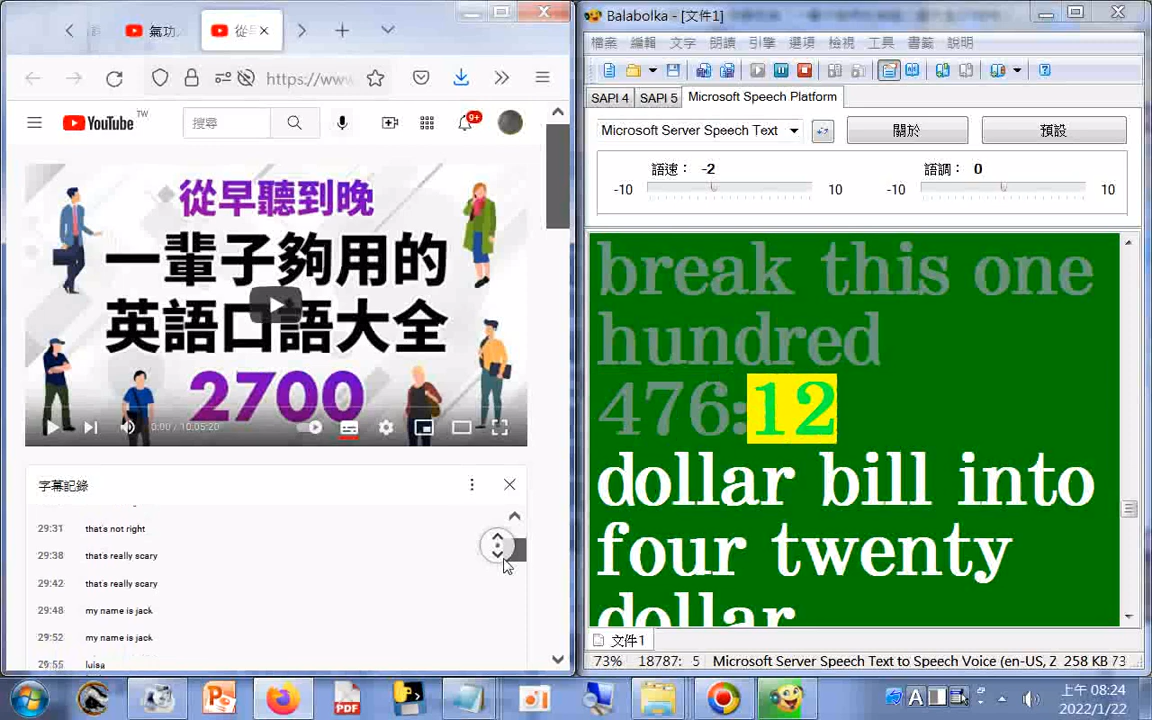 氣功
從
https://www
YouTube TW
搜尋
9+
從早聽到晚
一輩子夠用的
英語口語大全
2700
0:00 / 10:05:20
字幕記錄
29:31 that's not right
29:38 that's really scary
29:42 that's really scary
29:48 my name is jack
29:52 my name is jack
29:55 luisa
Balabolka - [文件1]
檔案 編輯 文字 朗讀 引擎 選項 檢視 工具 書籤 說明
SAPI 4 SAPI 5 Microsoft Speech Platform
Microsoft Server Speech Text 關於 預設
語速： -2 語調： 0
-10 10 -10 10
break this one
hundred
476:12
dollar bill into
four twenty
dollar
文件1
73% 18787: 5 Microsoft Server Speech Text to Speech Voice (en-US, Z 258 KB 73
PDF
A
上午 08:24
2022/1/22